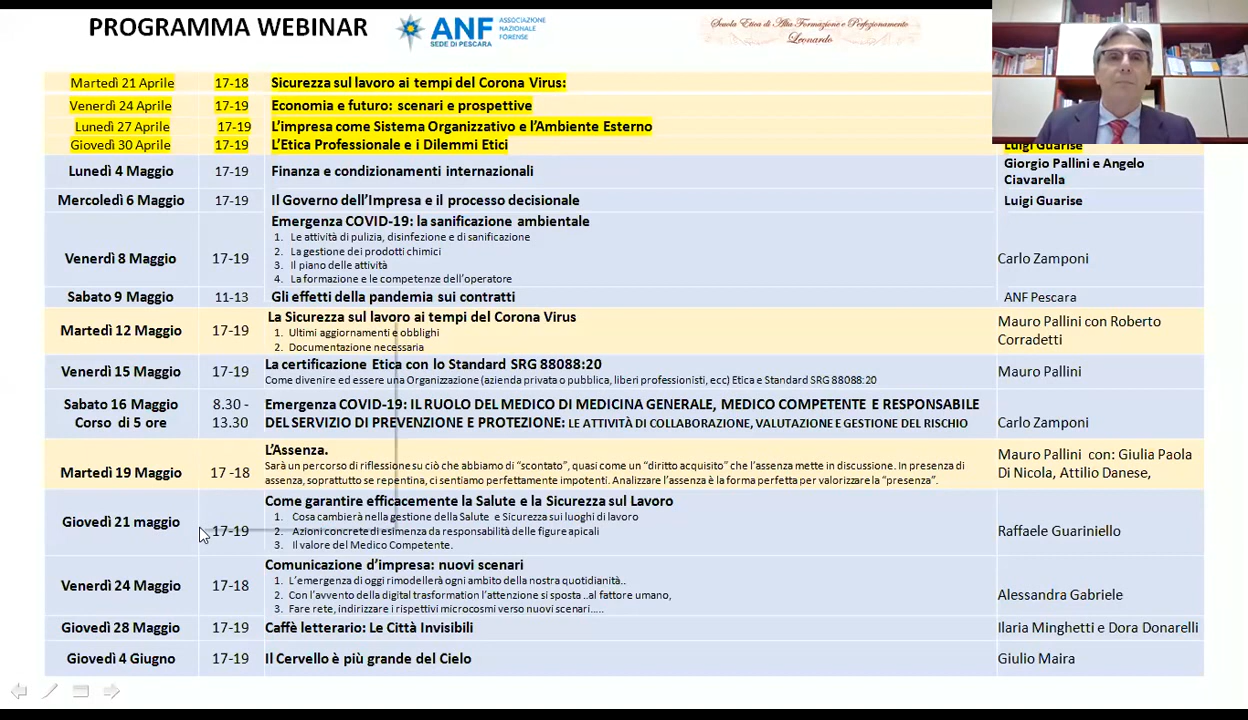 PROGRAMMA WEBINAR
ANF
ASSOCIAZIONE
NAZIONALE
FORENSE
SEDE DI PESCARA
Scuola Etica di Alta Formazione e Perfezionamento
Leonardo
Martedì 21 Aprile 17-18 Sicurezza sul lavoro ai tempi del Corona Virus:
Venerdì 24 Aprile 17-19 Economia e futuro: scenari e prospettive
Lunedì 27 Aprile 17-19 L’impresa come Sistema Organizzativo e l’Ambiente Esterno
Giovedì 30 Aprile 17-19 L’Etica Professionale e i Dilemmi Etici Luigi Guarise
Lunedì 4 Maggio 17-19 Finanza e condizionamenti internazionali Giorgio Pallini e Angelo
Ciavarella
Mercoledì 6 Maggio 17-19 Il Governo dell’Impresa e il processo decisionale Luigi Guarise
Emergenza COVID-19: la sanificazione ambientale
1. Le attività di pulizia, disinfezione e di sanificazione
2. La gestione dei prodotti chimici
Venerdì 8 Maggio 17-19 Carlo Zamponi
3. Il piano delle attività
4. La formazione e le competenze dell’operatore
Sabato 9 Maggio 11-13 Gli effetti della pandemia sui contratti ANF Pescara
La Sicurezza sul lavoro ai tempi del Corona Virus
Martedì 12 Maggio 17-19 1. Ultimi aggiornamenti e obblighi Mauro Pallini con Roberto
2. Documentazione necessaria Corradetti
La certificazione Etica con lo Standard SRG 88088:20
Venerdì 15 Maggio 17-19 Mauro Pallini
Come divenire ed essere una Organizzazione (azienda privata o pubblica, liberi professionisti, ecc) Etica e Standard SRG 88088:20
Sabato 16 Maggio 8.30 - Emergenza COVID-19: IL RUOLO DEL MEDICO DI MEDICINA GENERALE, MEDICO COMPETENTE E RESPONSABILE
Corso di 5 ore 13.30 DEL SERVIZIO DI PREVENZIONE E PROTEZIONE: LE ATTIVITÀ DI COLLABORAZIONE, VALUTAZIONE E GESTIONE DEL RISCHIO Carlo Zamponi
L’Assenza.
Sarà un percorso di riflessione su ciò che abbiamo di “scontato”, quasi come un “diritto acquisito” che l’assenza mette in discussione. In presenza di
assenza, soprattutto se repentina, ci sentiamo perfettamente impotenti. Analizzare l’assenza è la forma perfetta per valorizzare la “presenza”.
Martedì 19 Maggio 17 -18 Mauro Pallini con: Giulia Paola
Di Nicola, Attilio Danese,
Come garantire efficacemente la Salute e la Sicurezza sul Lavoro
1. Cosa cambierà nella gestione della Salute e Sicurezza sui luoghi di lavoro
Giovedì 21 maggio 17-19 2. Azioni concrete di esimenza da responsabilità delle figure apicali Raffaele Guariniello
3. Il valore del Medico Competente.
Comunicazione d’impresa: nuovi scenari
1. L’emergenza di oggi rimodellerà ogni ambito della nostra quotidianità..
Venerdì 24 Maggio 17-18 2. Con l’avvento della digital trasformation l’attenzione si sposta ..al fattore umano, Alessandra Gabriele
3. Fare rete, indirizzare i rispettivi microcosmi verso nuovi scenari.....
Giovedì 28 Maggio 17-19 Caffè letterario: Le Città Invisibili Ilaria Minghetti e Dora Donarelli
Giovedì 4 Giugno 17-19 Il Cervello è più grande del Cielo Giulio Maira